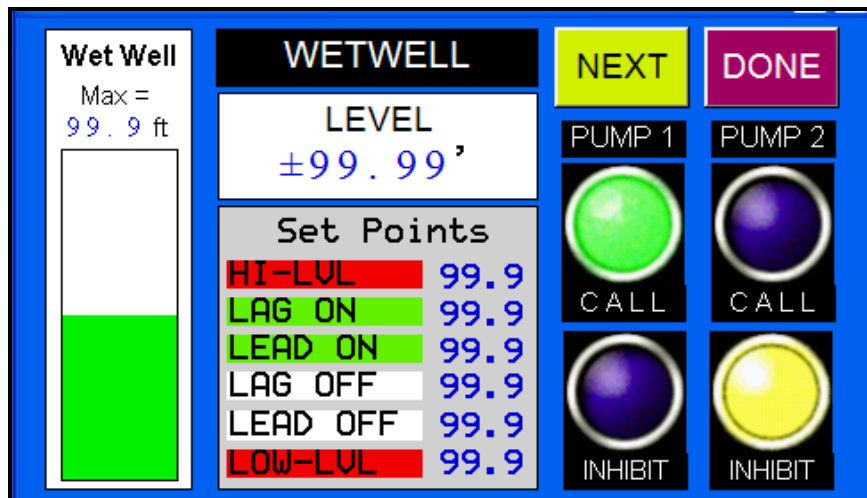 Wet Well
Max =
99.9 ft
WETWELL
LEVEL
±99.99’
Set Points
HI-LVL 99.9
LAG ON 99.9
LEAD ON 99.9
LAG OFF 99.9
LEAD OFF 99.9
LOW-LVL 99.9
NEXT
DONE
PUMP 1
PUMP 2
CALL
CALL
INHIBIT
INHIBIT